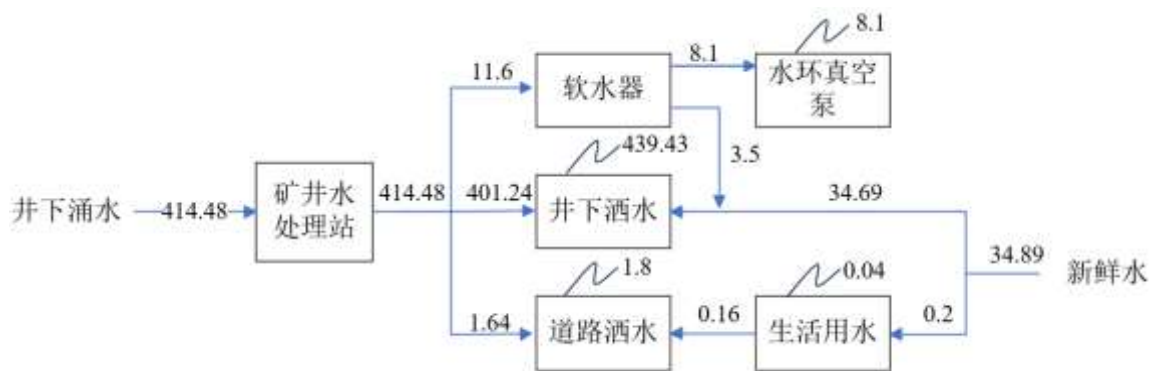 8.1
8.1
11.6
软水器
水环真空
泵
439.43
3.5
井下涌水
414.48
矿井水
处理站
414.48
401.24
井下洒水
34.69
34.89
新鲜水
1.8
0.04
1.64
道路洒水
0.16
生活用水
0.2